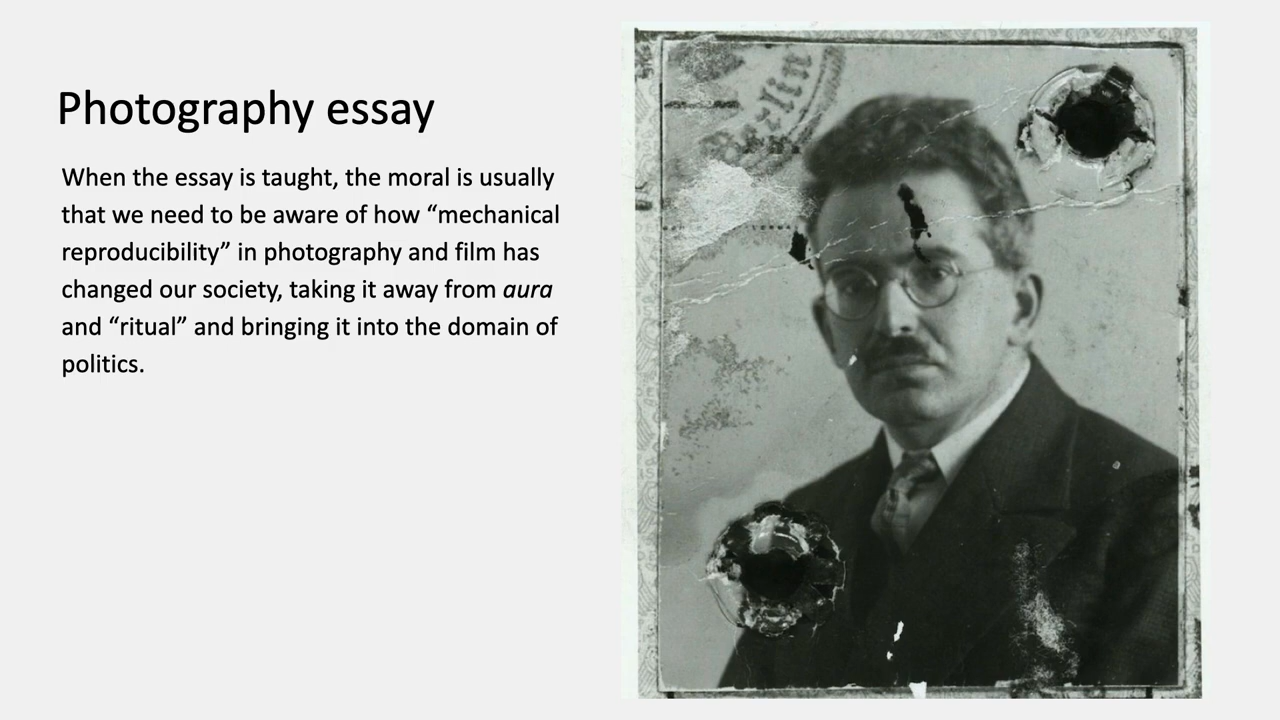 Photography essay
When the essay is taught, the moral is usually
that we need to be aware of how “mechanical
reproducibility” in photography and film has
changed our society, taking it away from aura
and “ritual” and bringing it into the domain of
politics.
Berlin